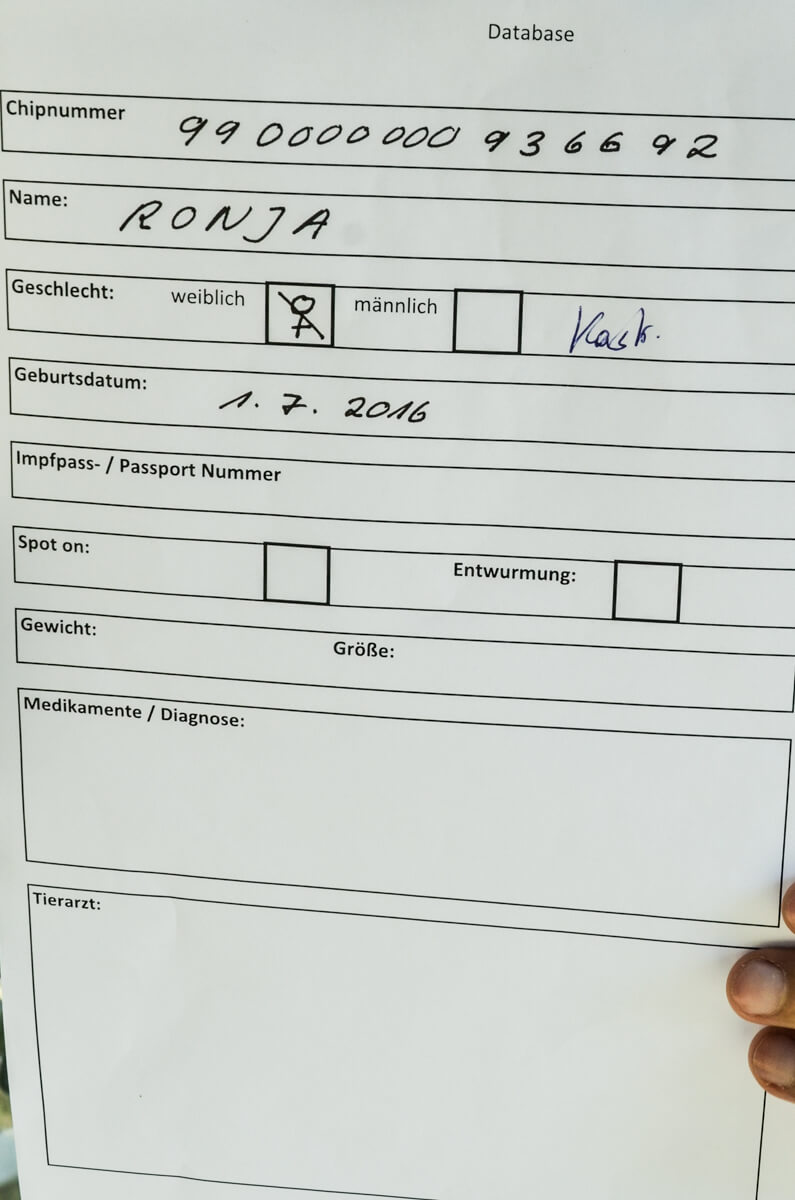 Database
Chipnummer 990000000936692
Name: RONJA
Geschlecht: weiblich männlich Kastr.
Geburtsdatum: 1.7.2016
Impfpass- / Passport Nummer
Spot on: Entwurmung:
Gewicht: Größe:
Medikamente / Diagnose:
Tierarzt: